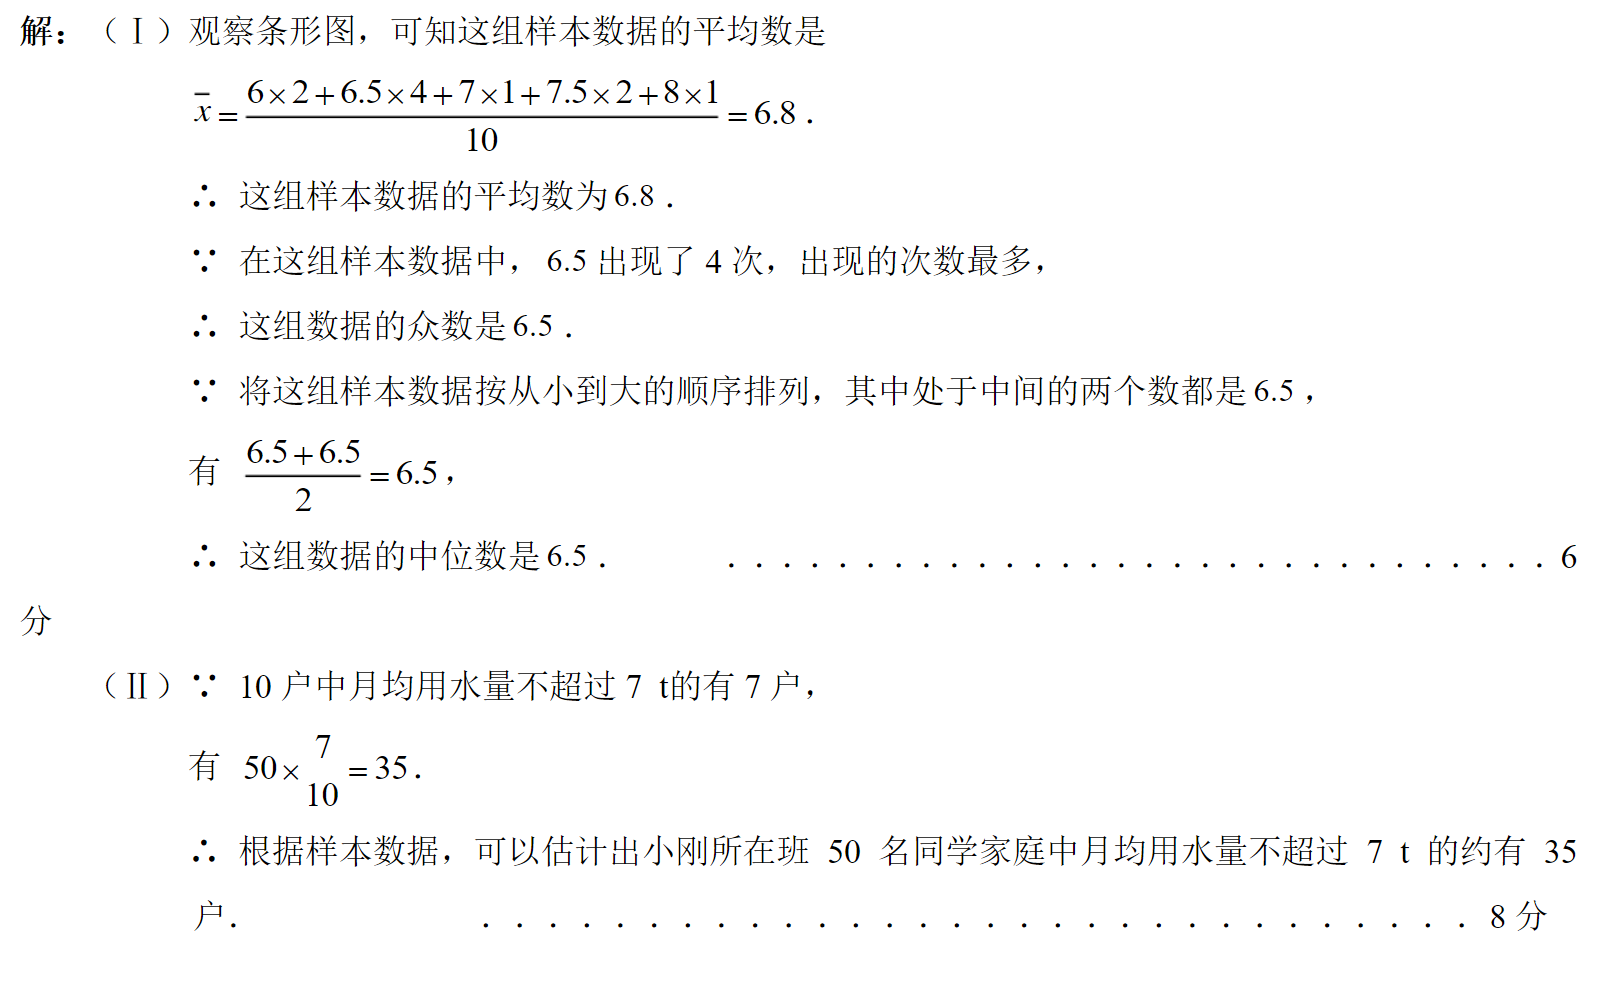 解：（Ⅰ）观察条形图，可知这组样本数据的平均数是
x̄ = (6×2+6.5×4+7×1+7.5×2+8×1)/10 = 6.8．
∴ 这组样本数据的平均数为6.8．
∵ 在这组样本数据中，6.5出现了4次，出现的次数最多，
∴ 这组数据的众数是6.5．
∵ 将这组样本数据按从小到大的顺序排列，其中处于中间的两个数都是6.5，
有 (6.5+6.5)/2 = 6.5，
∴ 这组数据的中位数是6.5． ．．．．．．．．．．．．．．．．．．．．．．．．．．．．．．6
分
（Ⅱ）∵ 10户中月均用水量不超过7 t的有7户，
有 50×7/10=35．
∴ 根据样本数据，可以估计出小刚所在班 50 名同学家庭中月均用水量不超过 7 t 的约有 35
户． ．．．．．．．．．．．．．．．．．．．．．．．．．．．．．．8分